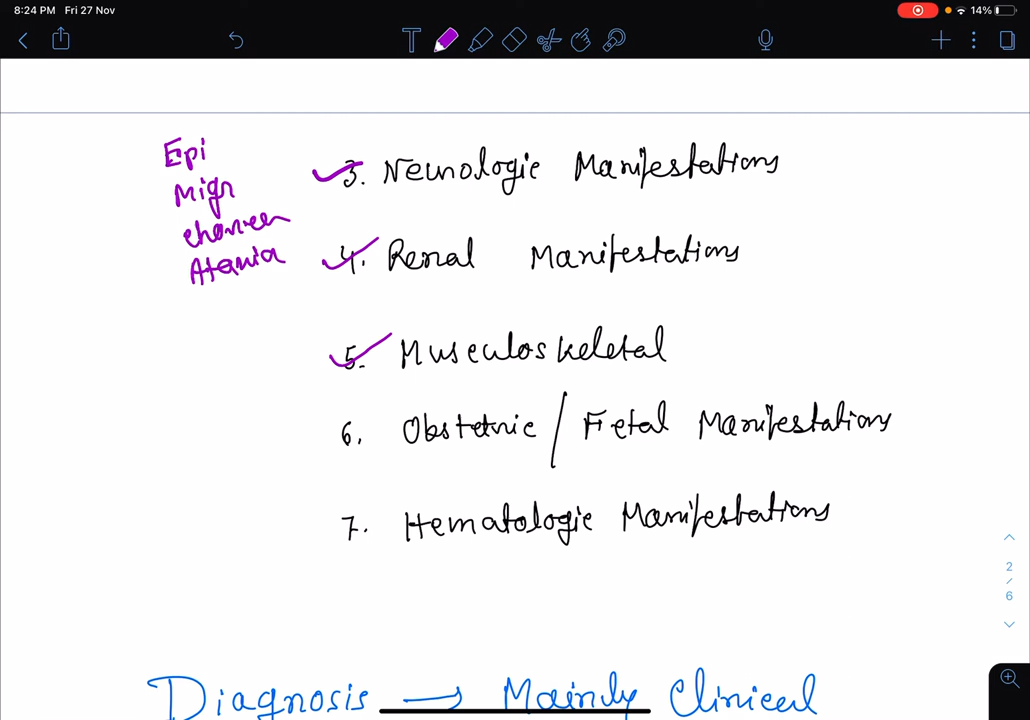 8:24 PM Fri 27 Nov
14%
T
Epi
Migr
3. Neurologic Manifestations
Ataxia
4. Renal Manifestations
5. Musculoskeletal
6. Obstetric / Fetal Manifestations
7. Hematologic Manifestations
2
/
6
Diagnosis → Mainly Clinical